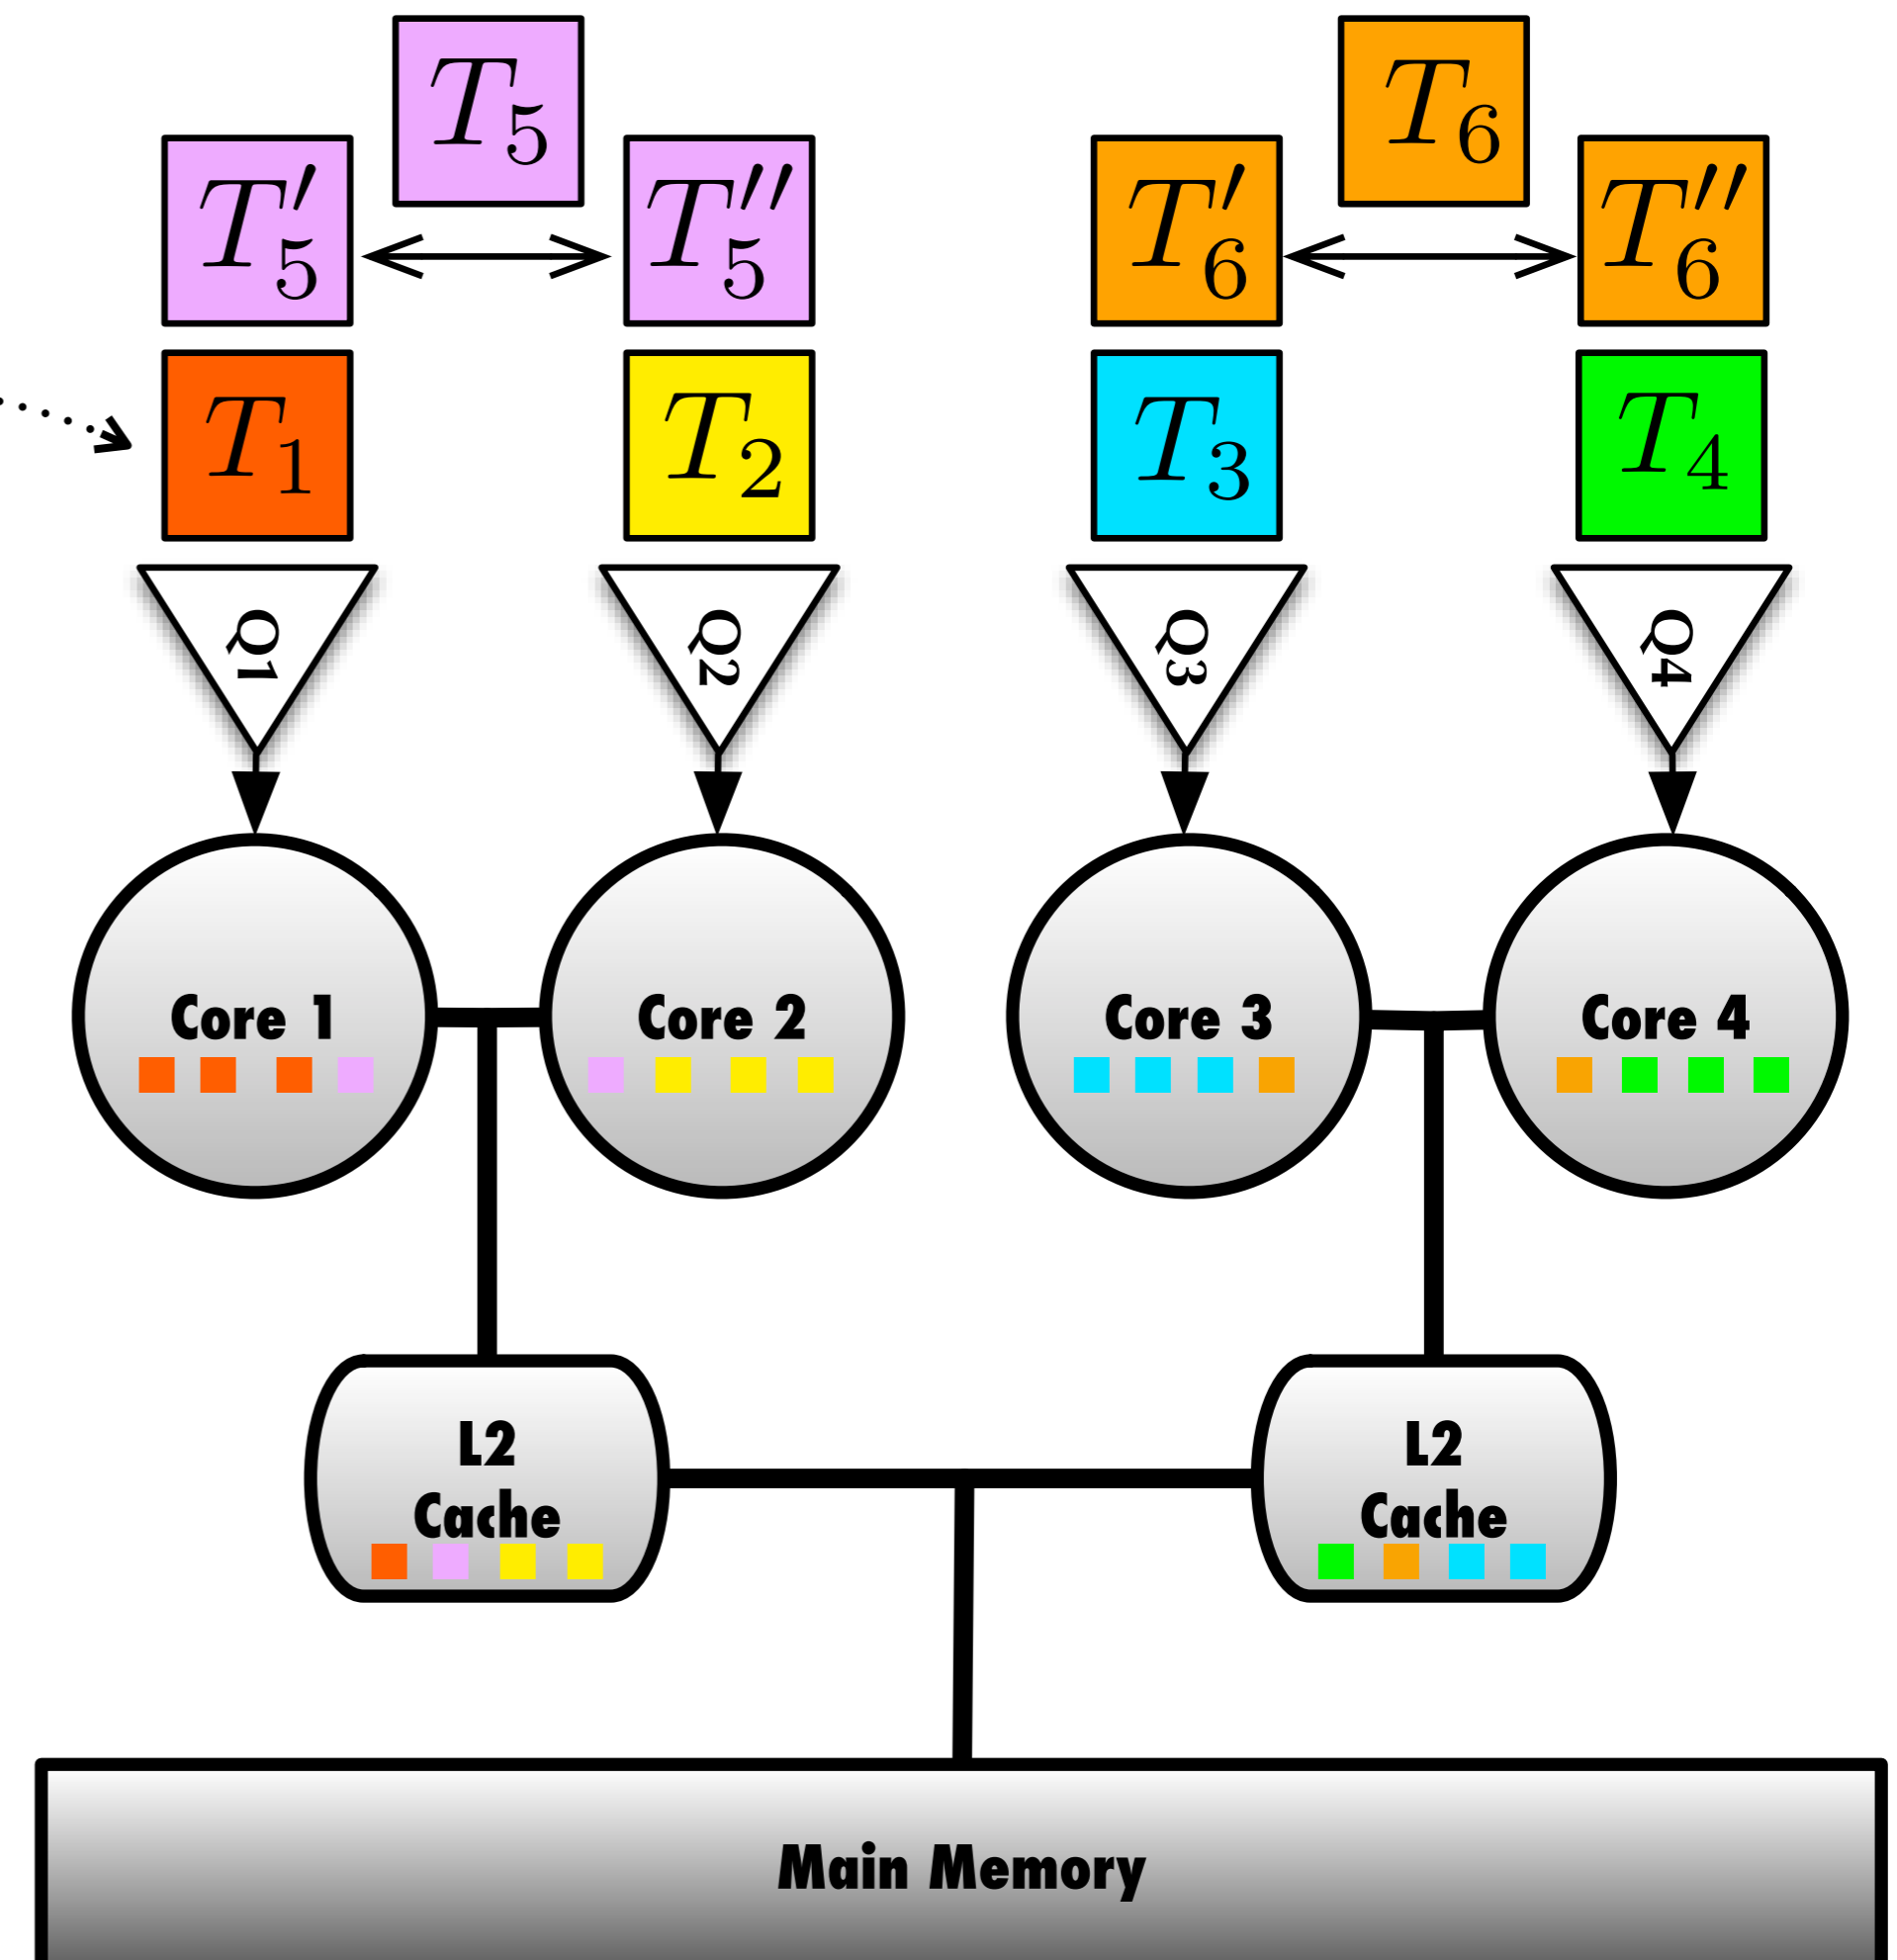 T5 T6
T′5 T′′5 T′6 T′′6
T1 T2 T3 T4
Q1 Q2 Q3 Q4
Core 1 Core 2 Core 3 Core 4
L2 L2
Cache Cache
Main Memory